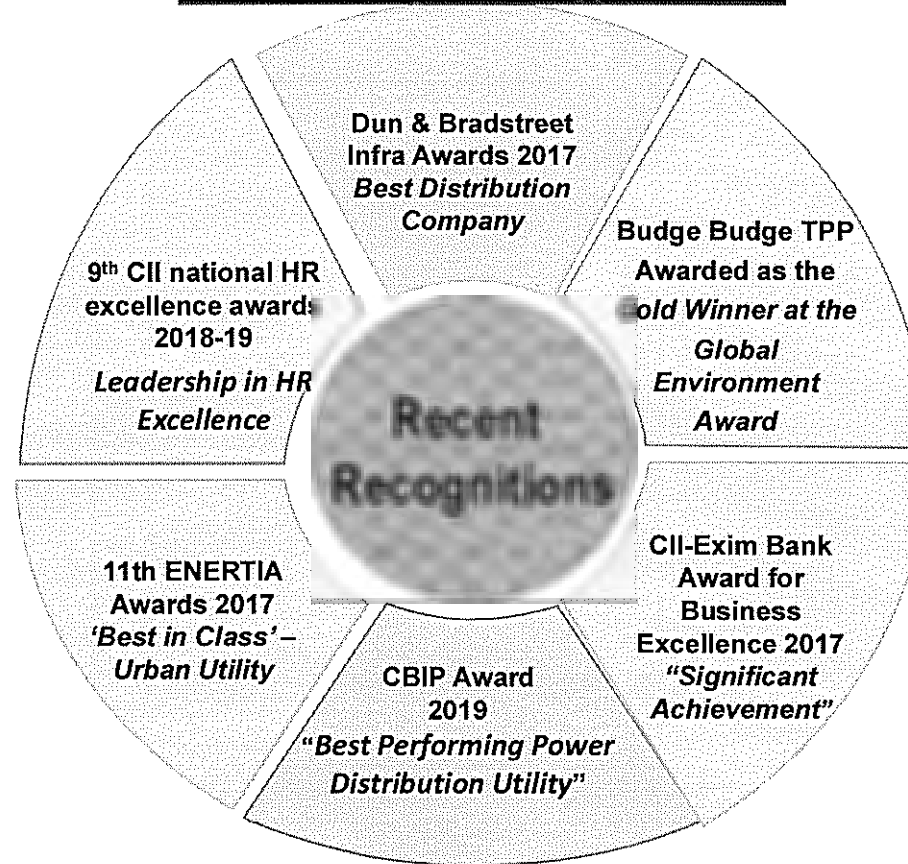 Dun & Bradstreet
Infra Awards 2017
Best Distribution
Company
Budge Budge TPP
Awarded as the
old Winner at the
Global
Environment
Award
CII-Exim Bank
Award for
Business
Excellence 2017
“Significant
Achievement”
CBIP Award
2019
“Best Performing Power
Distribution Utility”
11th ENERTIA
Awards 2017
‘Best in Class’ –
Urban Utility
9th CII national HR
excellence awards
2018-19
Leadership in HR
Excellence
Recent
Recognitions